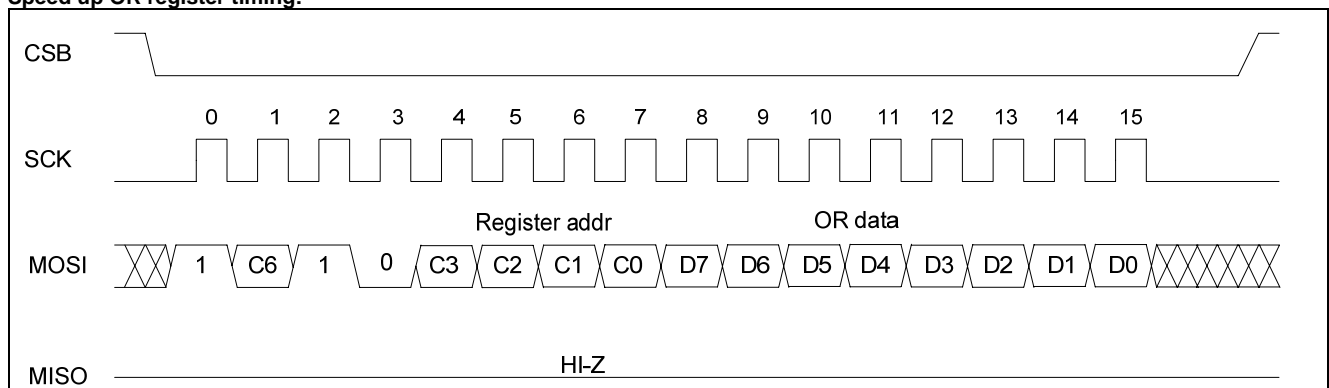 Speed up OR register timing:
CSB
0 1 2 3 4 5 6 7 8 9 10 11 12 13 14 15
SCK
Register addr OR data
MOSI 1 C6 1 0 C3 C2 C1 C0 D7 D6 D5 D4 D3 D2 D1 D0
HI-Z
MISO